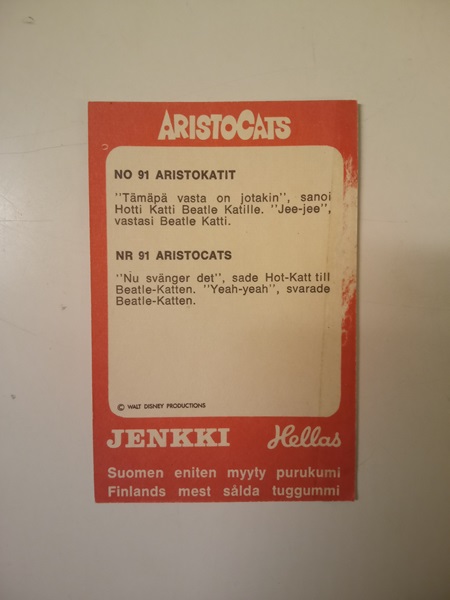 ARISTOCATS
NO 91 ARISTOKATIT
"Tämäpä vasta on jotakin", sanoi
Hotti Katti Beatle Katille. "Jee-jee",
vastasi Beatle Katti.
NR 91 ARISTOCATS
"Nu svänger det", sade Hot-Katt till
Beatle-Katten. "Yeah-yeah", svarade
Beatle-Katten.
© WALT DISNEY PRODUCTIONS
JENKKI Hellas
Suomen eniten myyty purukumi
Finlands mest sålda tuggummi